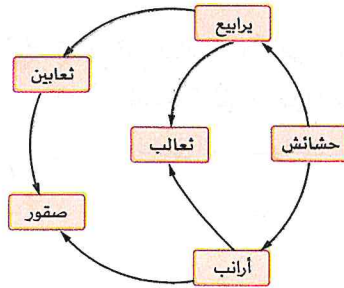 يرابيع
ثعابين
حشائش
ثعالب
صقور
أرانب